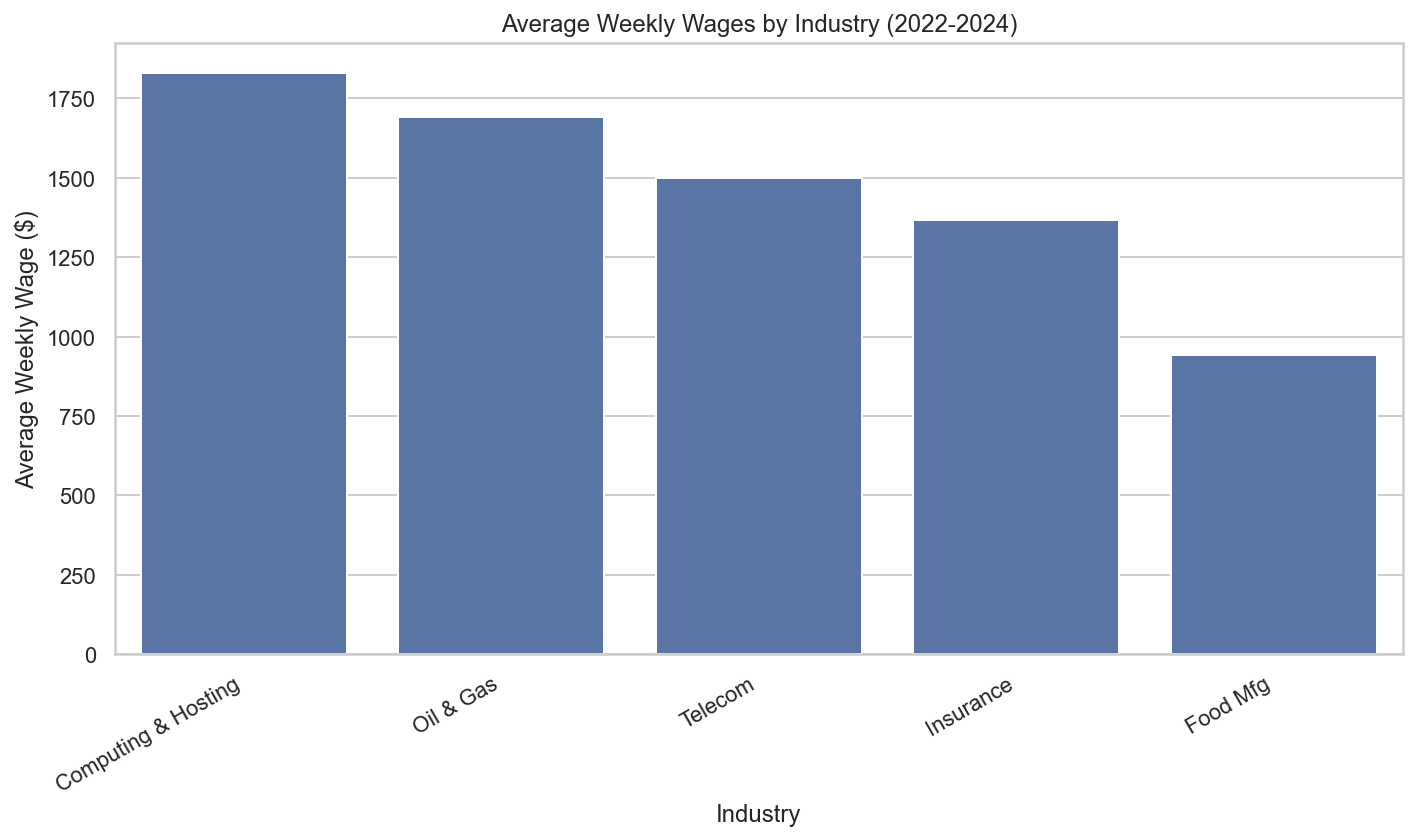 Average Weekly Wages by Industry (2022-2024)
Average Weekly Wage ($)
1750
1500
1250
1000
750
500
250
0
Computing & Hosting
Oil & Gas
Telecom
Insurance
Food Mfg
Industry